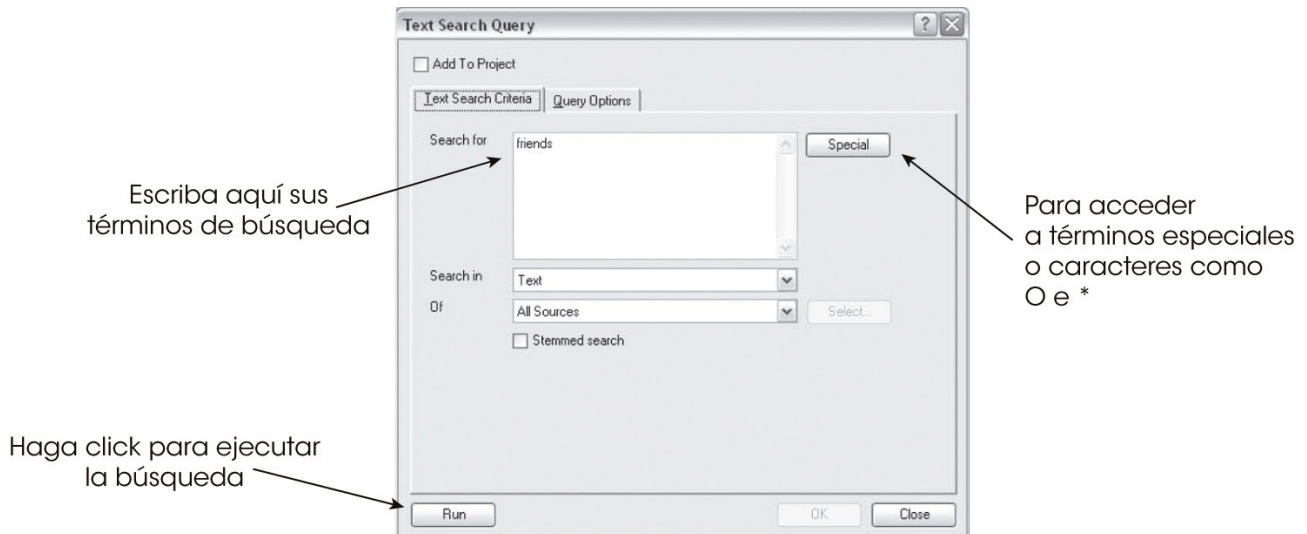 Text Search Query
Add To Project
Text Search Criteria
Query Options
Search for
friends
Special
Escriba aquí sus
términos de búsqueda
Para acceder
a términos especiales
o caracteres como
O e *
Search in
Text
Of
All Sources
Select...
Stemmed search
Haga click para ejecutar
la búsqueda
Run
OK
Close